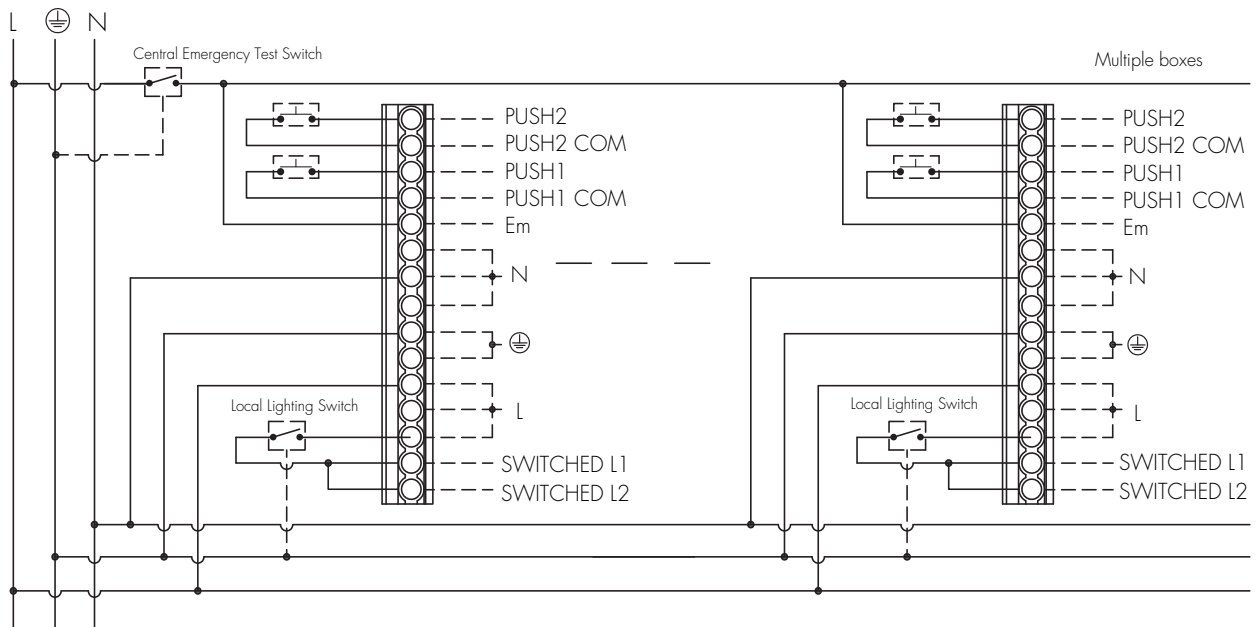 L N
Central Emergency Test Switch
Multiple boxes
PUSH2
PUSH2 COM
PUSH1
PUSH1 COM
Em
N
L
Local Lighting Switch
SWITCHED L1
SWITCHED L2
PUSH2
PUSH2 COM
PUSH1
PUSH1 COM
Em
N
L
Local Lighting Switch
SWITCHED L1
SWITCHED L2